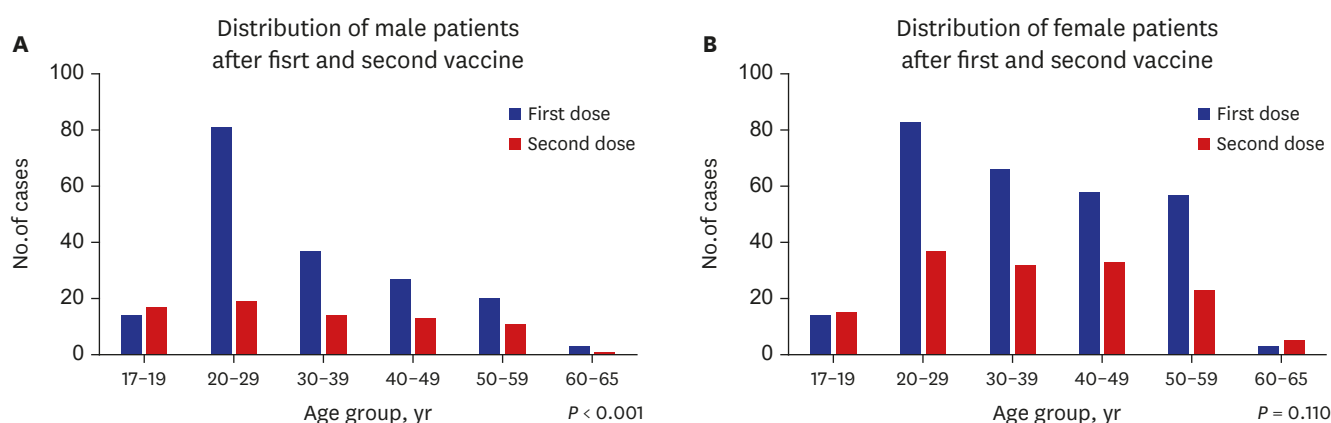 A
Distribution of male patients
after fisrt and second vaccine
100
80
60
40
20
0
No. of cases
First dose
Second dose
17–19
20–29
30–39
40–49
50–59
60–65
Age group, yr
P < 0.001
B
Distribution of female patients
after first and second vaccine
100
80
60
40
20
0
No. of cases
First dose
Second dose
17–19
20–29
30–39
40–49
50–59
60–65
Age group, yr
P = 0.110